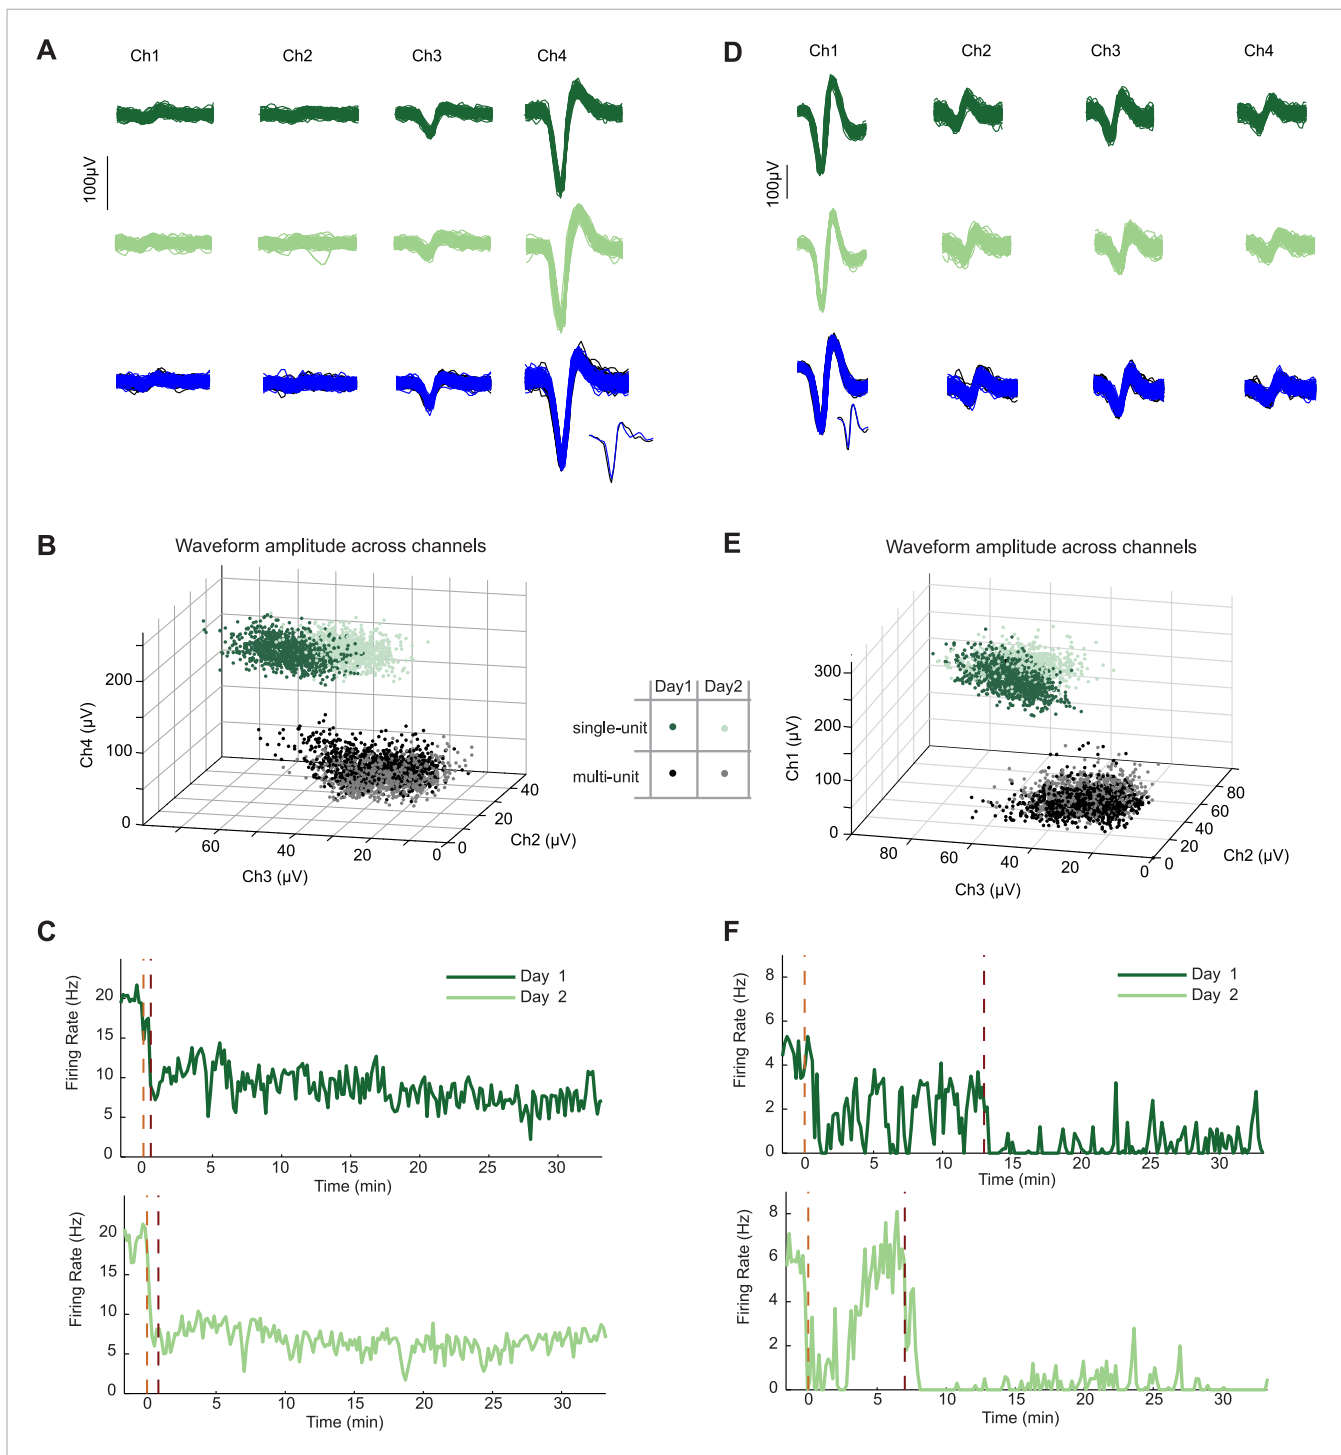 A
Ch1 Ch2 Ch3 Ch4
100µV
D
Ch1 Ch2 Ch3 Ch4
100µV
B
Waveform amplitude across channels
Ch4 (µV)
200
100
0
60 40 20 0
Ch3 (µV)
0 20 40
Ch2 (µV)
Day1 Day2
single-unit
multi-unit
E
Waveform amplitude across channels
Ch1 (µV)
300
200
100
0
80 60 40 20 0
Ch3 (µV)
0 20 40 60 80
Ch2 (µV)
C
Firing Rate (Hz)
20
15
10
5
0
Day 1
Day 2
0 5 10 15 20 25 30
Time (min)
Firing Rate (Hz)
20
15
10
5
0
0 5 10 15 20 25 30
Time (min)
F
Firing Rate (Hz)
8
6
4
2
0
Day 1
Day 2
0 5 10 15 20 25 30
Time (min)
Firing Rate (Hz)
8
6
4
2
0
0 5 10 15 20 25 30
Time (min)